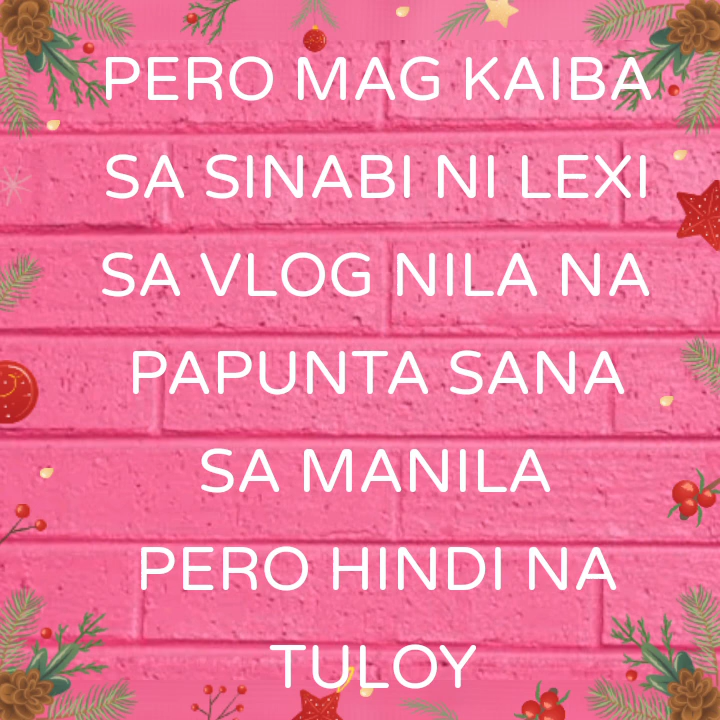 PERO MAG KAIBA
SA SINABI NI LEXI
SA VLOG NILA NA
PAPUNTA SANA
SA MANILA
PERO HINDI NA
TULOY